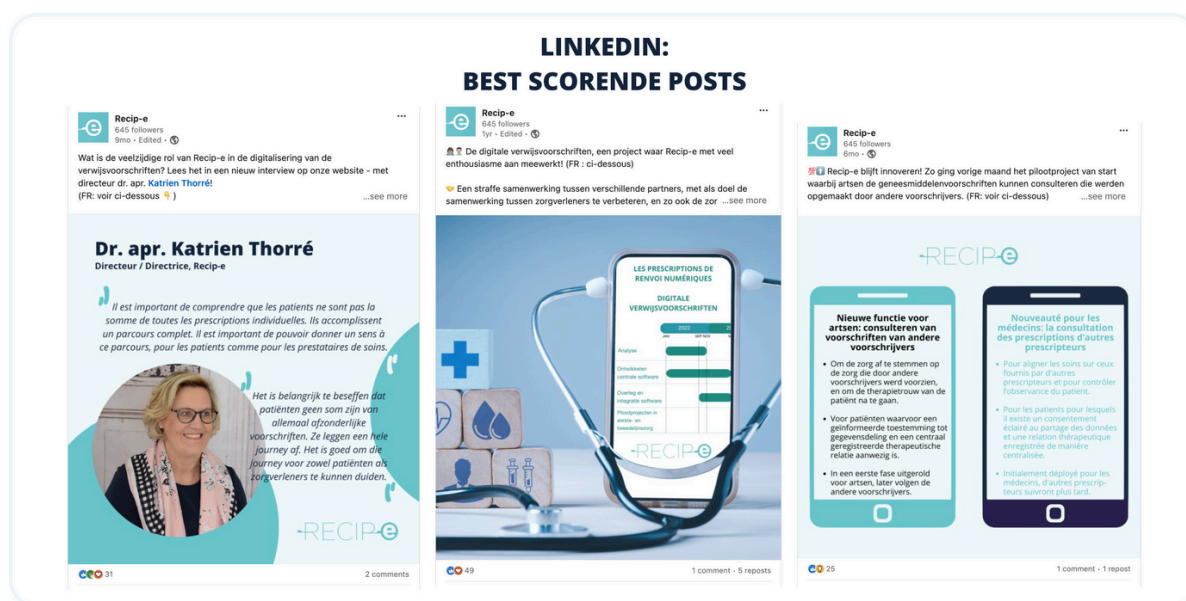 LINKEDIN:
BEST SCORENDE POSTS
Recip-e
645 followers
9mo • Edited •
Wat is de veelzijdige rol van Recip-e in de digitalisering van de
verwijsvoorschriften? Lees het in een nieuw interview op onze website - met
directeur dr. apr. Katrien Thorré!
(FR: voir ci-dessous 👇 )
...see more
Dr. apr. Katrien Thorré
Directeur / Directrice, Recip-e
Il est important de comprendre que les patients ne sont pas la
somme de toutes les prescriptions individuelles. Ils accomplissent
un parcours complet. Il est important de pouvoir donner un sens à
ce parcours, pour les patients comme pour les prestataires de soins.
Het is belangrijk te beseffen dat
patiënten geen som zijn van
allemaal afzonderlijke
voorschriften. Ze leggen een hele
journey af. Het is goed om die
journey voor zowel patiënten als
zorgverleners te kunnen duiden.
RECIP-e
31
2 comments
Recip-e
645 followers
1yr • Edited •
De digitale verwijsvoorschriften, een project waar Recip-e met veel
enthousiasme aan meewerkt! (FR : ci-dessous)
🤝 Een straffe samenwerking tussen verschillende partners, met als doel de
samenwerking tussen zorgverleners te verbeteren, en zo ook de zor ...see more
LES PRESCRIPTIONS DE
RENVOI NUMÉRIQUES
DIGITALE
VERWIJSVOORSCHRIFTEN
2022
JAN
SEP NOV
Analyse
Ontwikkelen
centrale software
Overleg en
integratie software
Pilootprojecten in
eerste- en
tweedelijnszorg
RECIP-e
49
1 comment • 5 reposts
Recip-e
645 followers
6mo •
💯⬆️ Recip-e blijft innoveren! Zo ging vorige maand het pilootproject van start
waarbij artsen de geneesmiddelenvoorschriften kunnen consulteren die werden
opgemaakt door andere voorschrijvers. (FR: voir ci-dessous)
...see more
RECIP-e
Nieuwe functie voor
artsen: consulteren van
voorschriften van andere
voorschrijvers
• Om de zorg af te stemmen op
de zorg die door andere
voorschrijvers werd voorzien,
en om de therapietrouw van de
patiënt na te gaan.
• Voor patiënten waarvoor een
geïnformeerde toestemming tot
gegevensdeling en een centraal
geregistreerde therapeutische
relatie aanwezig is.
• In een eerste fase uitgerold
voor artsen, later volgen de
andere voorschrijvers.
Nouveauté pour les
médecins: la consultation
des prescriptions d'autres
prescripteurs
• Pour aligner les soins sur ceux
fournis par d'autres
prescripteurs et pour contrôler
l'observance du patient.
• Pour les patients pour lesquels
il existe un consentement
éclairé au partage des données
et une relation thérapeutique
enregistrée de manière
centralisée.
• Initialement déployé pour les
médecins, d'autres prescrip-
teurs suivront plus tard.
25
1 comment • 1 repost